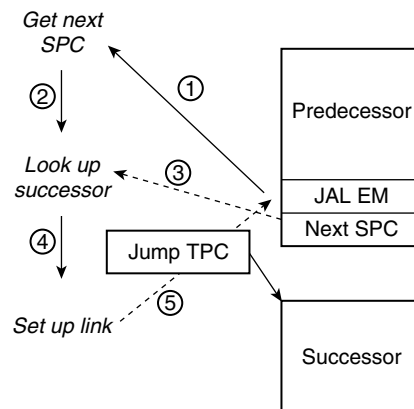 Get next
SPC
①
②
Predecessor
Look up
successor
③
JAL EM
Next SPC
④
Jump TPC
⑤
Set up link
Successor